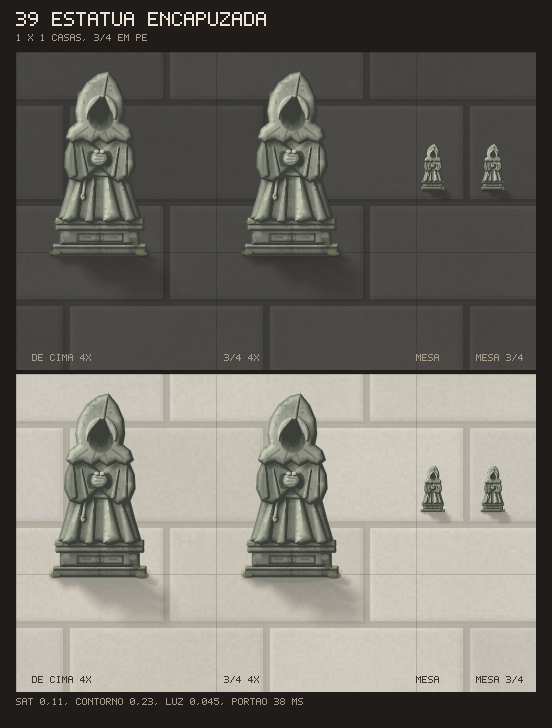 39 ESTATUA ENCAPUZADA
1 X 1 CASAS, 3/4 EM PE
DE CIMA 4X 3/4 4X MESA MESA 3/4
DE CIMA 4X 3/4 4X MESA MESA 3/4
SAT 0,11, CONTORNO 0,23, LUZ 0,045, PORTAO 38 MS